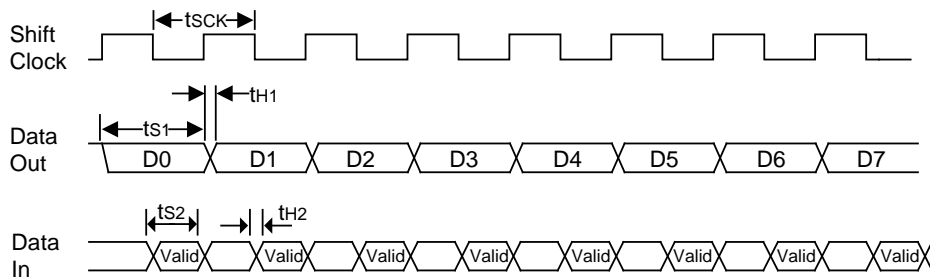 tSCK
Shift
Clock
tH1
tS1
Data
Out
D0 D1 D2 D3 D4 D5 D6 D7
tS2
tH2
Data
In
Valid Valid Valid Valid Valid Valid Valid Valid